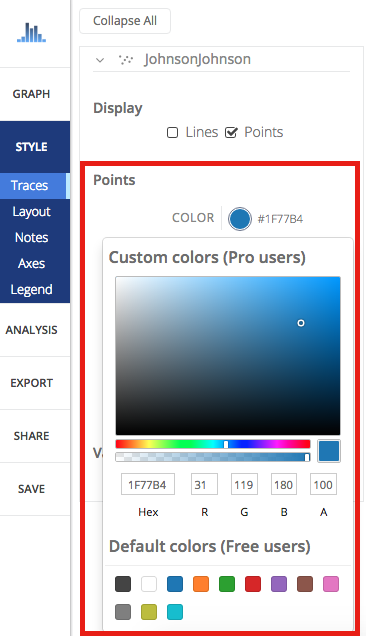 Collapse All
JohnsonJohnson
GRAPH
Display
Lines Points
STYLE
Traces
Layout
Notes
Axes
Legend
ANALYSIS
EXPORT
SHARE
SAVE
Points
COLOR #1F77B4
Custom colors (Pro users)
1F77B4 31 119 180 100
Hex R G B A
Default colors (Free users)